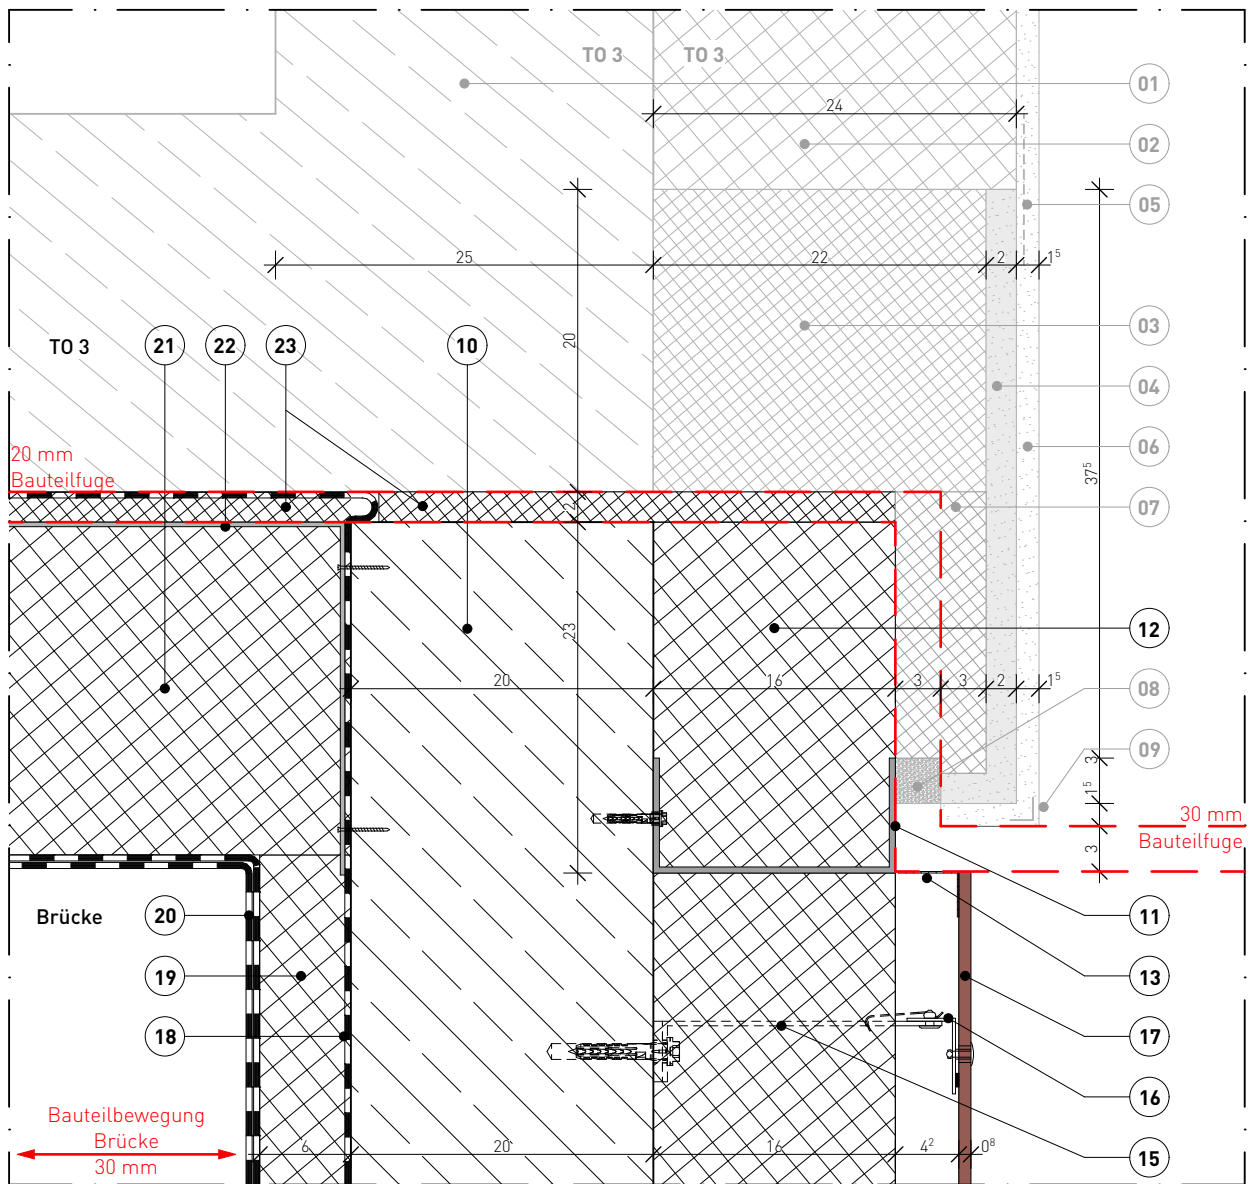 TO 3 TO 3
01
24
02
05
25 22 2 1⁵
20
03
TO 3 21 22 23 10
04
06
37⁵
20 mm
Bauteilfuge
2
07
23
12
20 16 3 3 2 1⁵
08
09
3
1⁵
30 mm
Bauteilfuge
3
Brücke 20
11
19
13
18
17
16
Bauteilbewegung
Brücke
30 mm
6 20 16 4² 0⁸
15